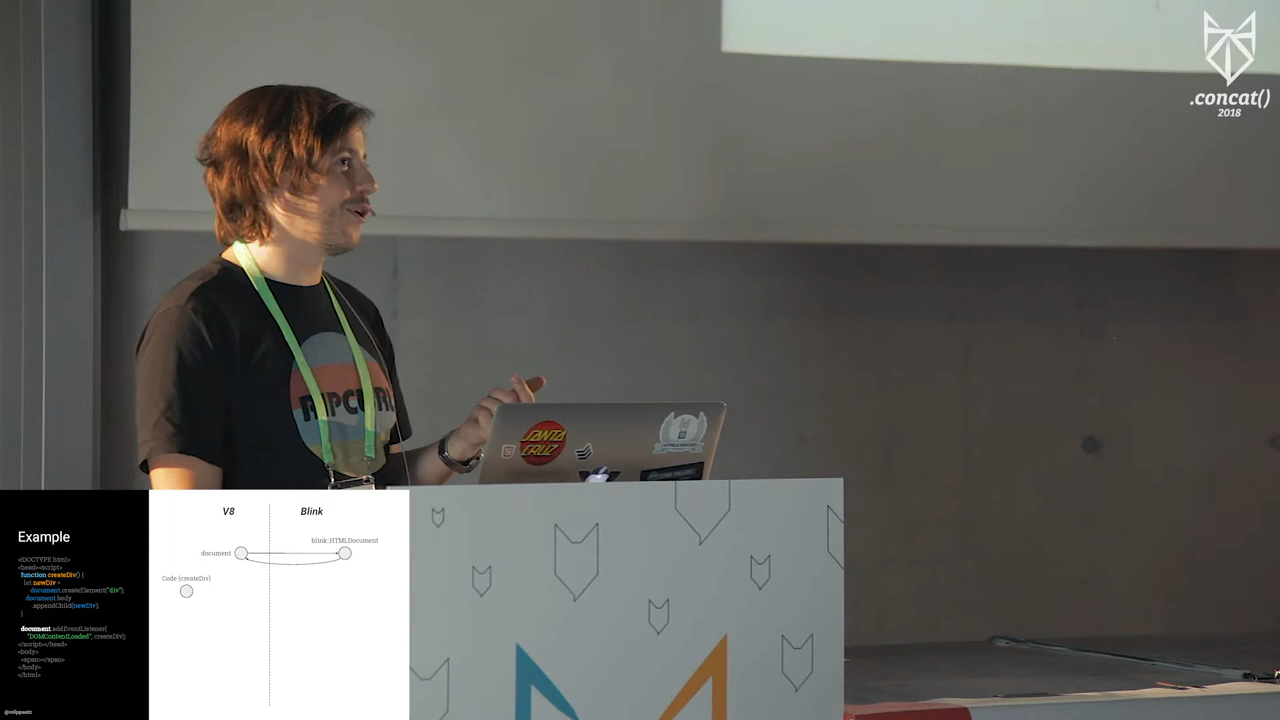 .concat()
2018
RIPCURL
SANTA
CRUZ
Example
<!DOCTYPE html>
<head><script>
function createDiv() {
let newDiv =
document.createElement("div");
document.body
.appendChild(newDiv);
}
document.addEventListener(
"DOMContentLoaded", createDiv);
</script></head>
<body>
<span></span>
</body>
</html>
@mlippautz
V8
Blink
document
blink::HTMLDocument
Code (createDiv)